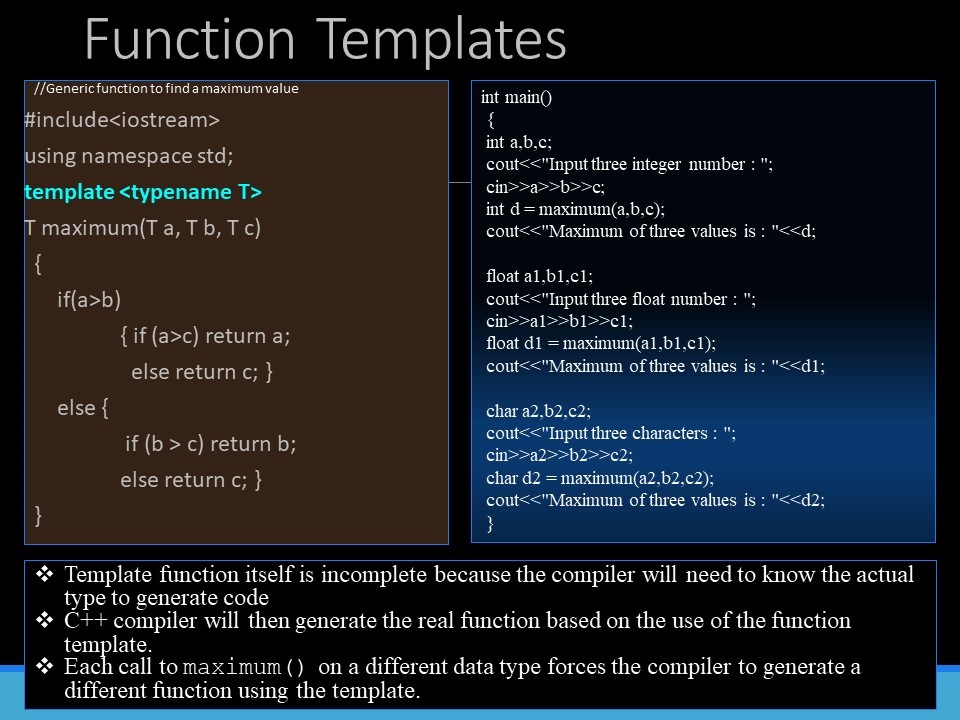 Function Templates
//Generic function to find a maximum value
#include<iostream>
using namespace std;
template <typename T>
T maximum(T a, T b, T c)
{
if(a>b)
{ if (a>c) return a;
else return c; }
else {
if (b > c) return b;
else return c; }
}
int main()
{
int a,b,c;
cout<<"Input three integer number : ";
cin>>a>>b>>c;
int d = maximum(a,b,c);
cout<<"Maximum of three values is : "<<d;
float a1,b1,c1;
cout<<"Input three float number : ";
cin>>a1>>b1>>c1;
float d1 = maximum(a1,b1,c1);
cout<<"Maximum of three values is : "<<d1;
char a2,b2,c2;
cout<<"Input three characters : ";
cin>>a2>>b2>>c2;
char d2 = maximum(a2,b2,c2);
cout<<"Maximum of three values is : "<<d2;
}
❖ Template function itself is incomplete because the compiler will need to know the actual
type to generate code
❖ C++ compiler will then generate the real function based on the use of the function
template.
❖ Each call to maximum() on a different data type forces the compiler to generate a
different function using the template.